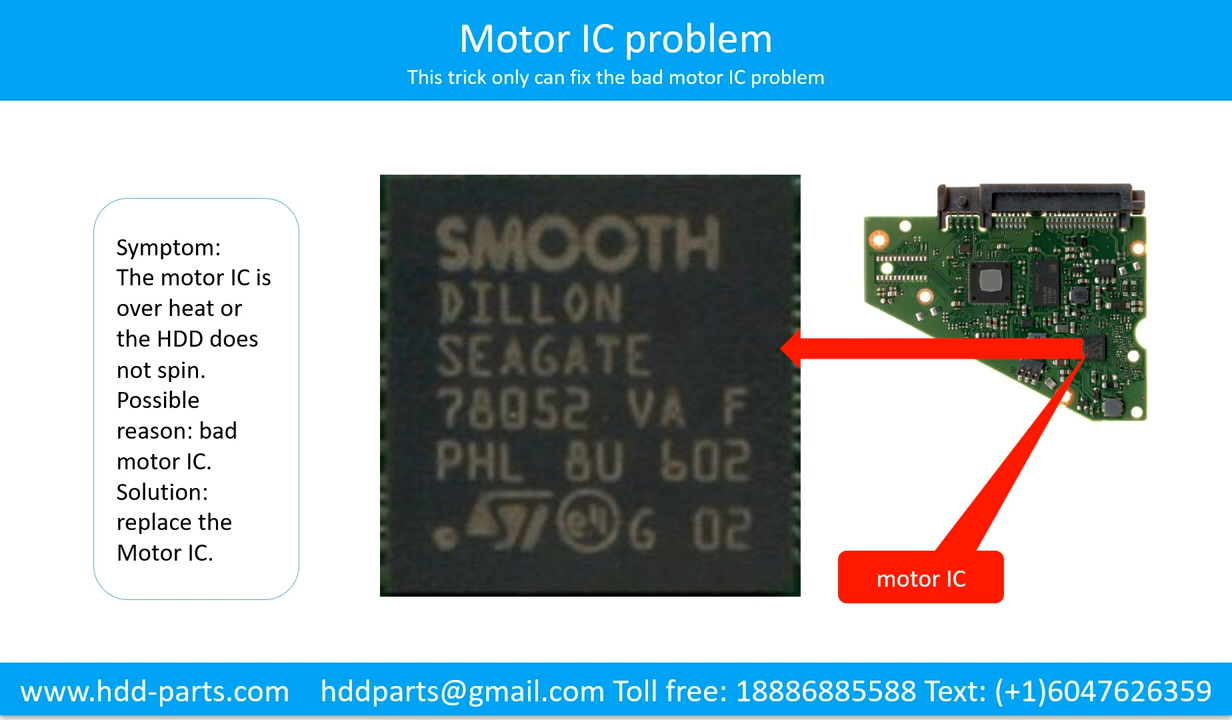 Motor IC problem
This trick only can fix the bad motor IC problem
Symptom:
The motor IC is
over heat or
the HDD does
not spin.
Possible
reason: bad
motor IC.
Solution:
replace the
Motor IC.
SMOOTH
DILLON
SEAGATE
78052 VA F
PHL 8U 602
ST e4 G 02
motor IC
www.hdd-parts.com hddparts@gmail.com Toll free: 18886885588 Text: (+1)6047626359